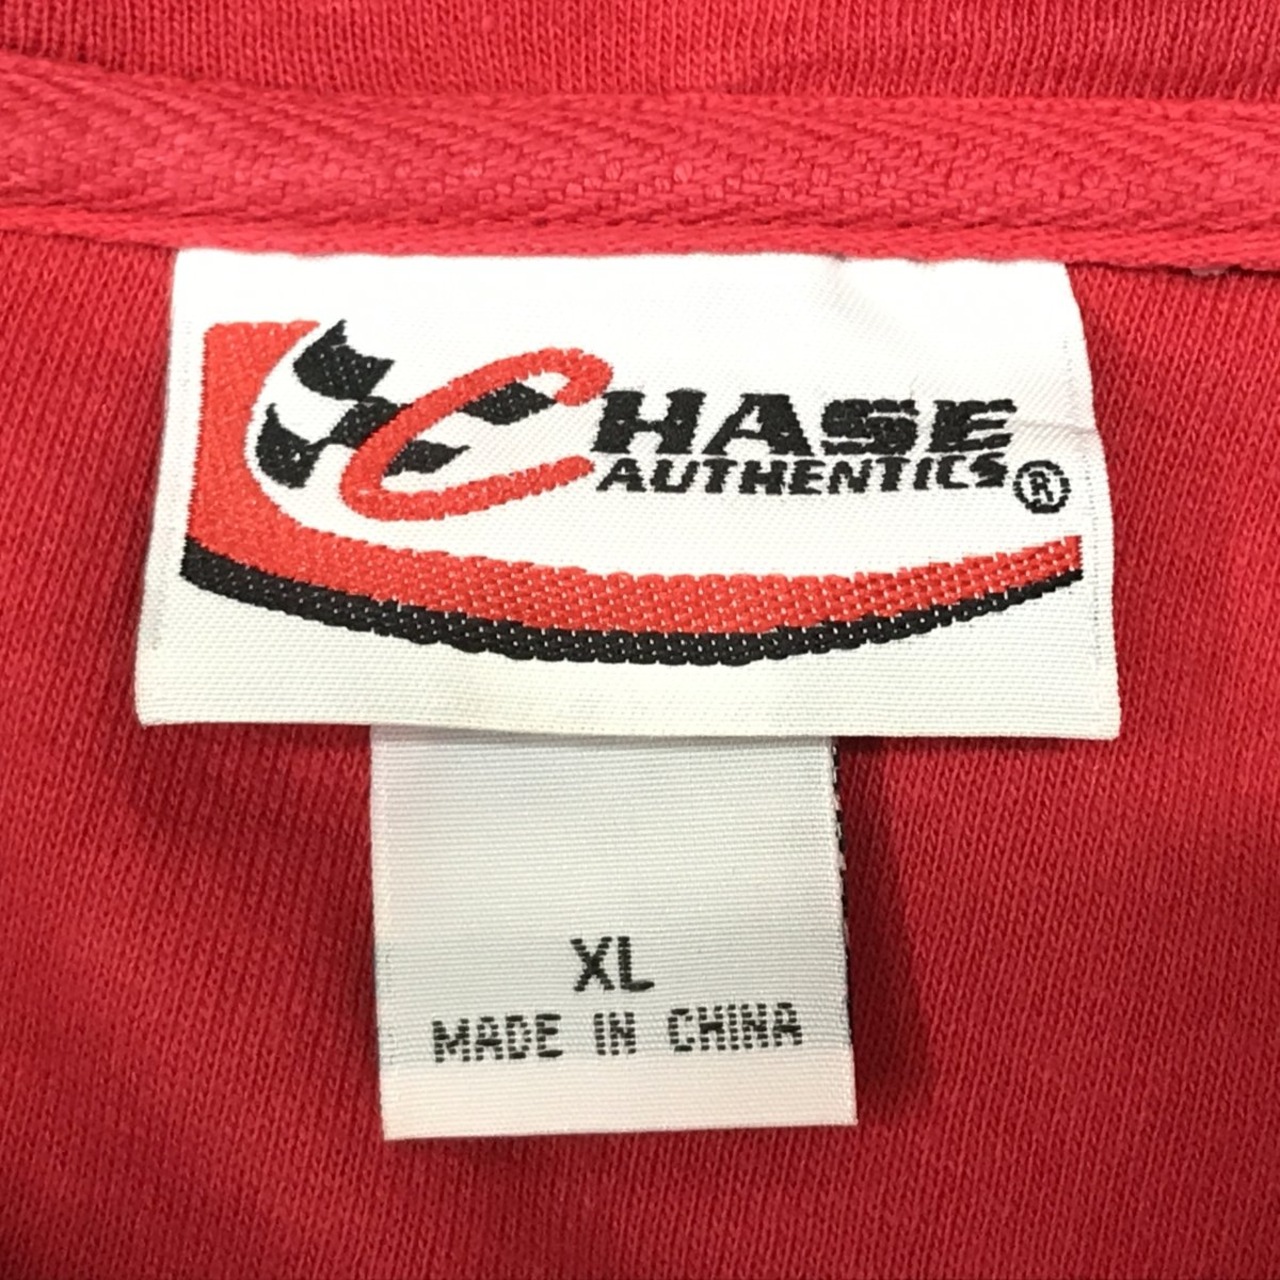 CHASE
AUTHENTICS®
XL
MADE IN CHINA